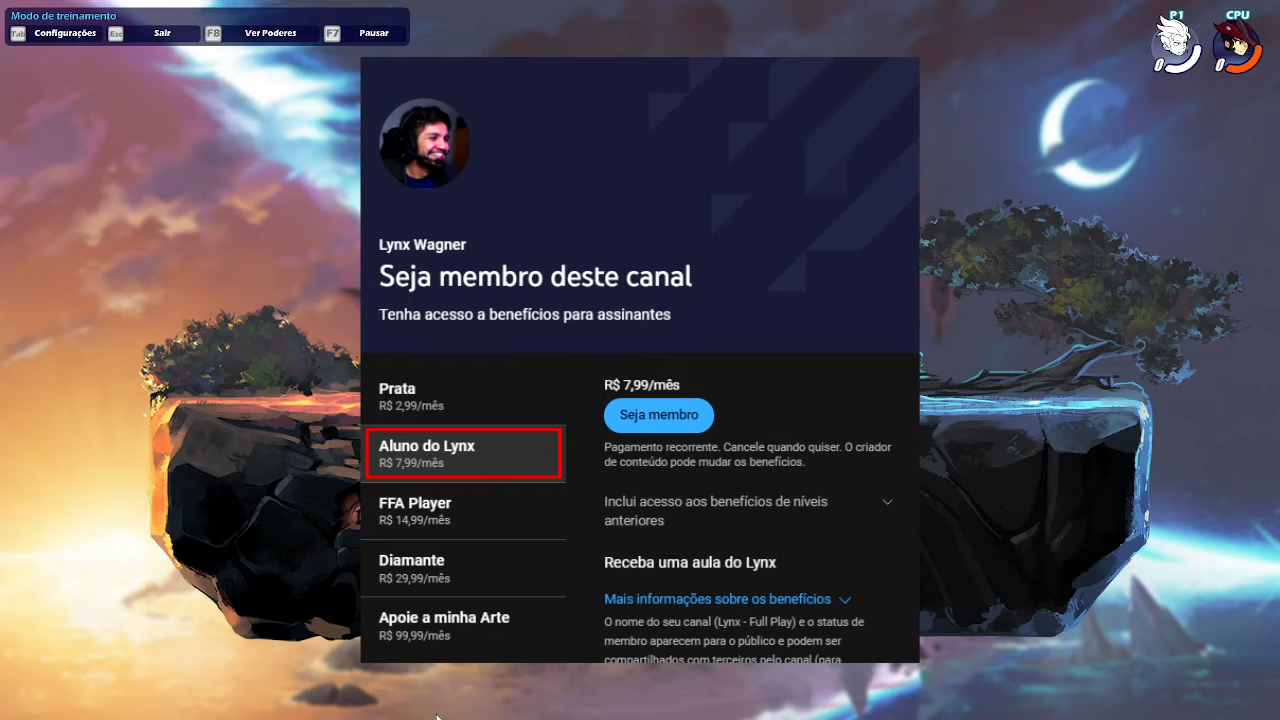 Modo de treinamento
Tab Configurações Esc Sair F8 Ver Poderes F7 Pausar
P1 CPU
0 0
Lynx Wagner
Seja membro deste canal
Tenha acesso a benefícios para assinantes
Prata
R$ 2,99/mês
Aluno do Lynx
R$ 7,99/mês
FFA Player
R$ 14,99/mês
Diamante
R$ 29,99/mês
Apoie a minha Arte
R$ 99,99/mês
R$ 7,99/mês
Seja membro
Pagamento recorrente. Cancele quando quiser. O criador
de conteúdo pode mudar os benefícios.
Inclui acesso aos benefícios de níveis
anteriores
Receba uma aula do Lynx
Mais informações sobre os benefícios
O nome do seu canal (Lynx - Full Play) e o status de
membro aparecem para o público e podem ser
compartilhados com terceiros pelo canal (para